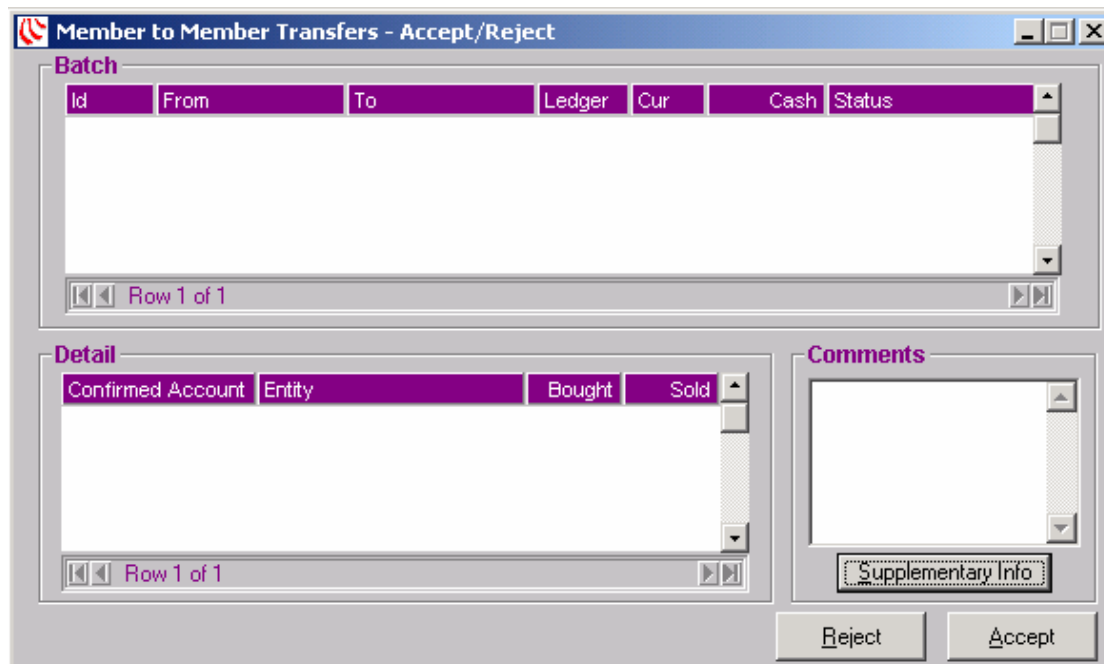 Member to Member Transfers - Accept/Reject
Batch
Id From To Ledger Cur Cash Status
Row 1 of 1
Detail
Confirmed Account Entity Bought Sold
Row 1 of 1
Comments
Supplementary Info
Reject Accept